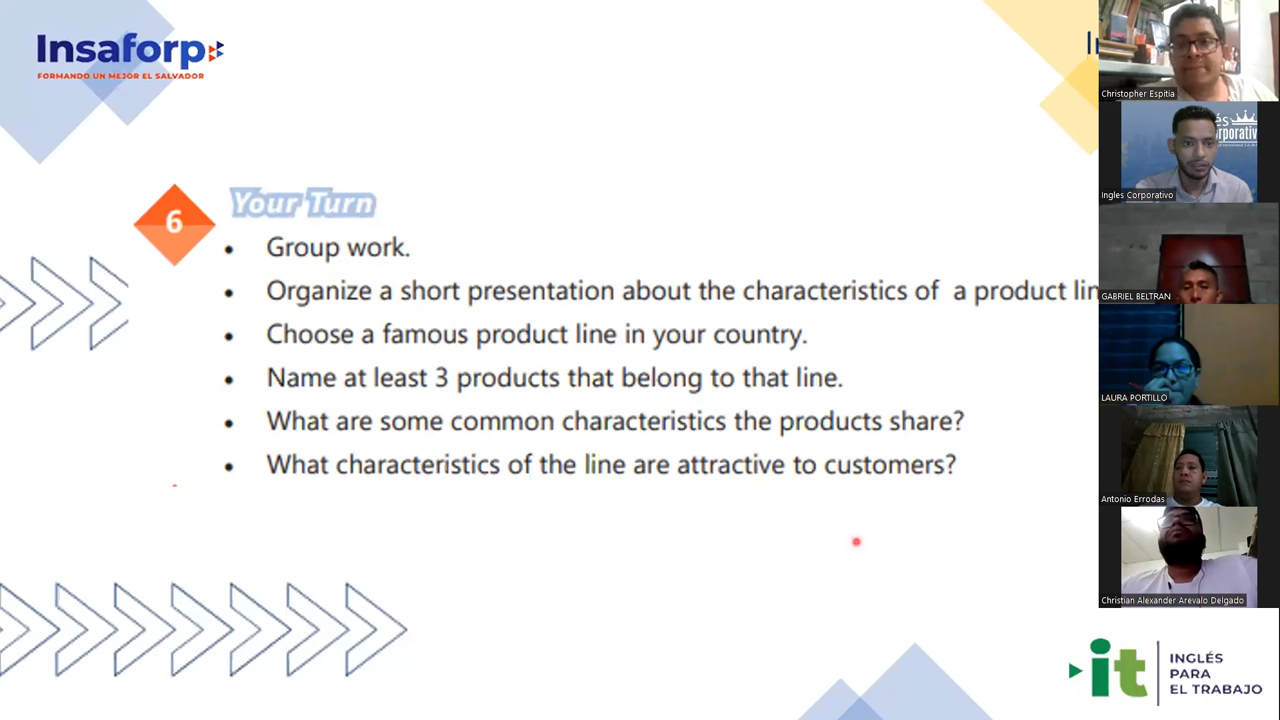 Insaforp
FORMANDO UN MEJOR EL SALVADOR
6
Your Turn
• Group work.
• Organize a short presentation about the characteristics of a product lin
• Choose a famous product line in your country.
• Name at least 3 products that belong to that line.
• What are some common characteristics the products share?
• What characteristics of the line are attractive to customers?
Christopher Espitia
Ingles Corporativo
GABRIEL BELTRAN
LAURA PORTILLO
Antonio Errodas
Christian Alexander Arevalo Delgado
it
INGLÉS
PARA
EL TRABAJO